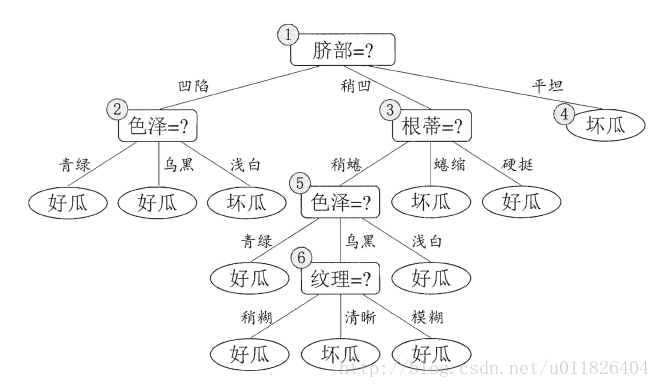 ① 脐部=?
凹陷 稍凹 平坦
② 色泽=? ③ 根蒂=? ④ 坏瓜
青绿 乌黑 浅白 稍蜷 蜷缩 硬挺
好瓜 好瓜 坏瓜 ⑤ 色泽=? 坏瓜 好瓜
青绿 乌黑 浅白
好瓜 ⑥ 纹理=? 好瓜
稍糊 清晰 模糊
好瓜 坏瓜 好瓜
http://blog.csdn.net/u011826404